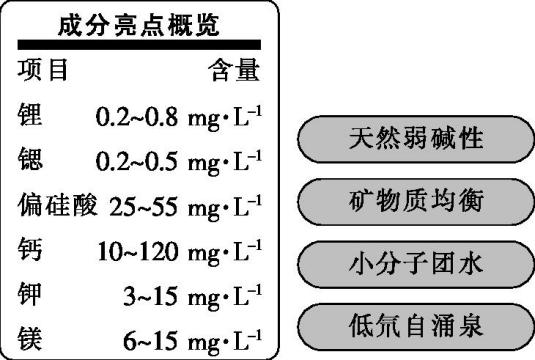 成分亮点概览
项目 含量
锂 0.2~0.8 mg·L⁻¹
锶 0.2~0.5 mg·L⁻¹
偏硅酸 25~55 mg·L⁻¹
钙 10~120 mg·L⁻¹
钾 3~15 mg·L⁻¹
镁 6~15 mg·L⁻¹
天然弱碱性
矿物质均衡
小分子团水
低氘自涌泉